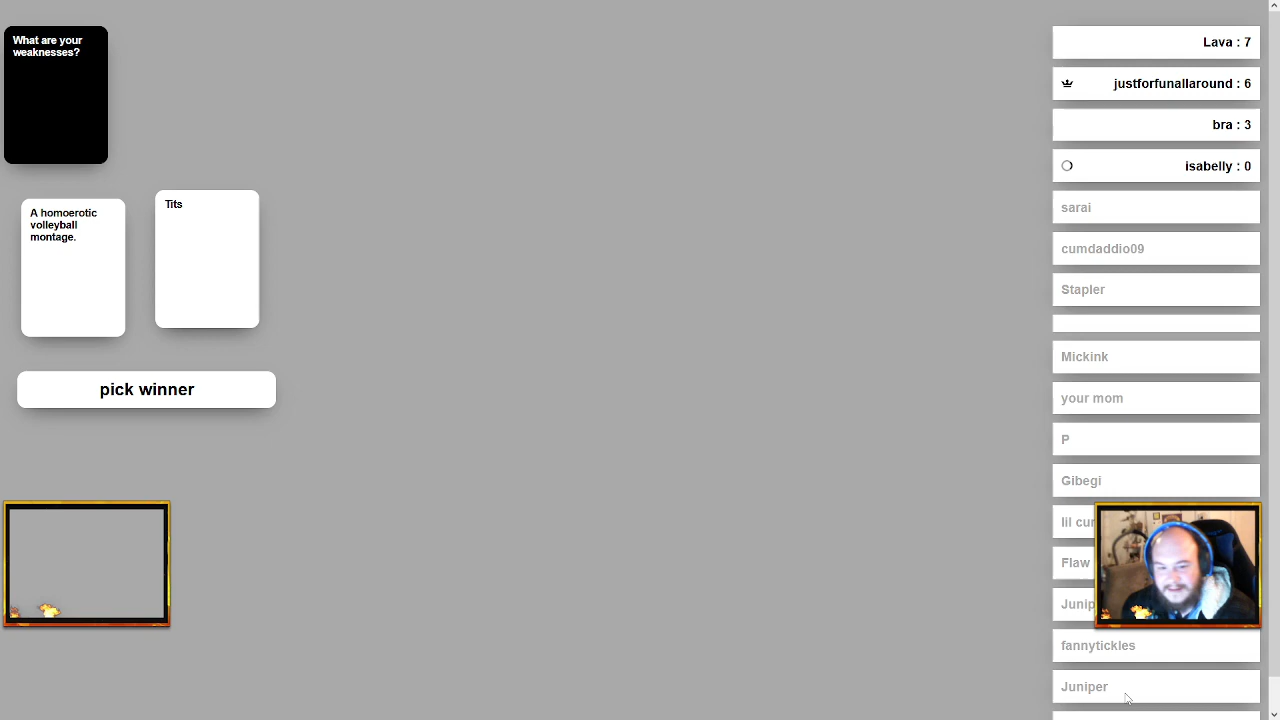 What are your
weaknesses?
A homoerotic
volleyball
montage.
Tits
pick winner
Lava : 7
justforfunallaround : 6
bra : 3
isabelly : 0
sarai
cumdaddio09
Stapler
Mickink
your mom
P
Gibegi
lil
Flaw
fannytickles
Juniper